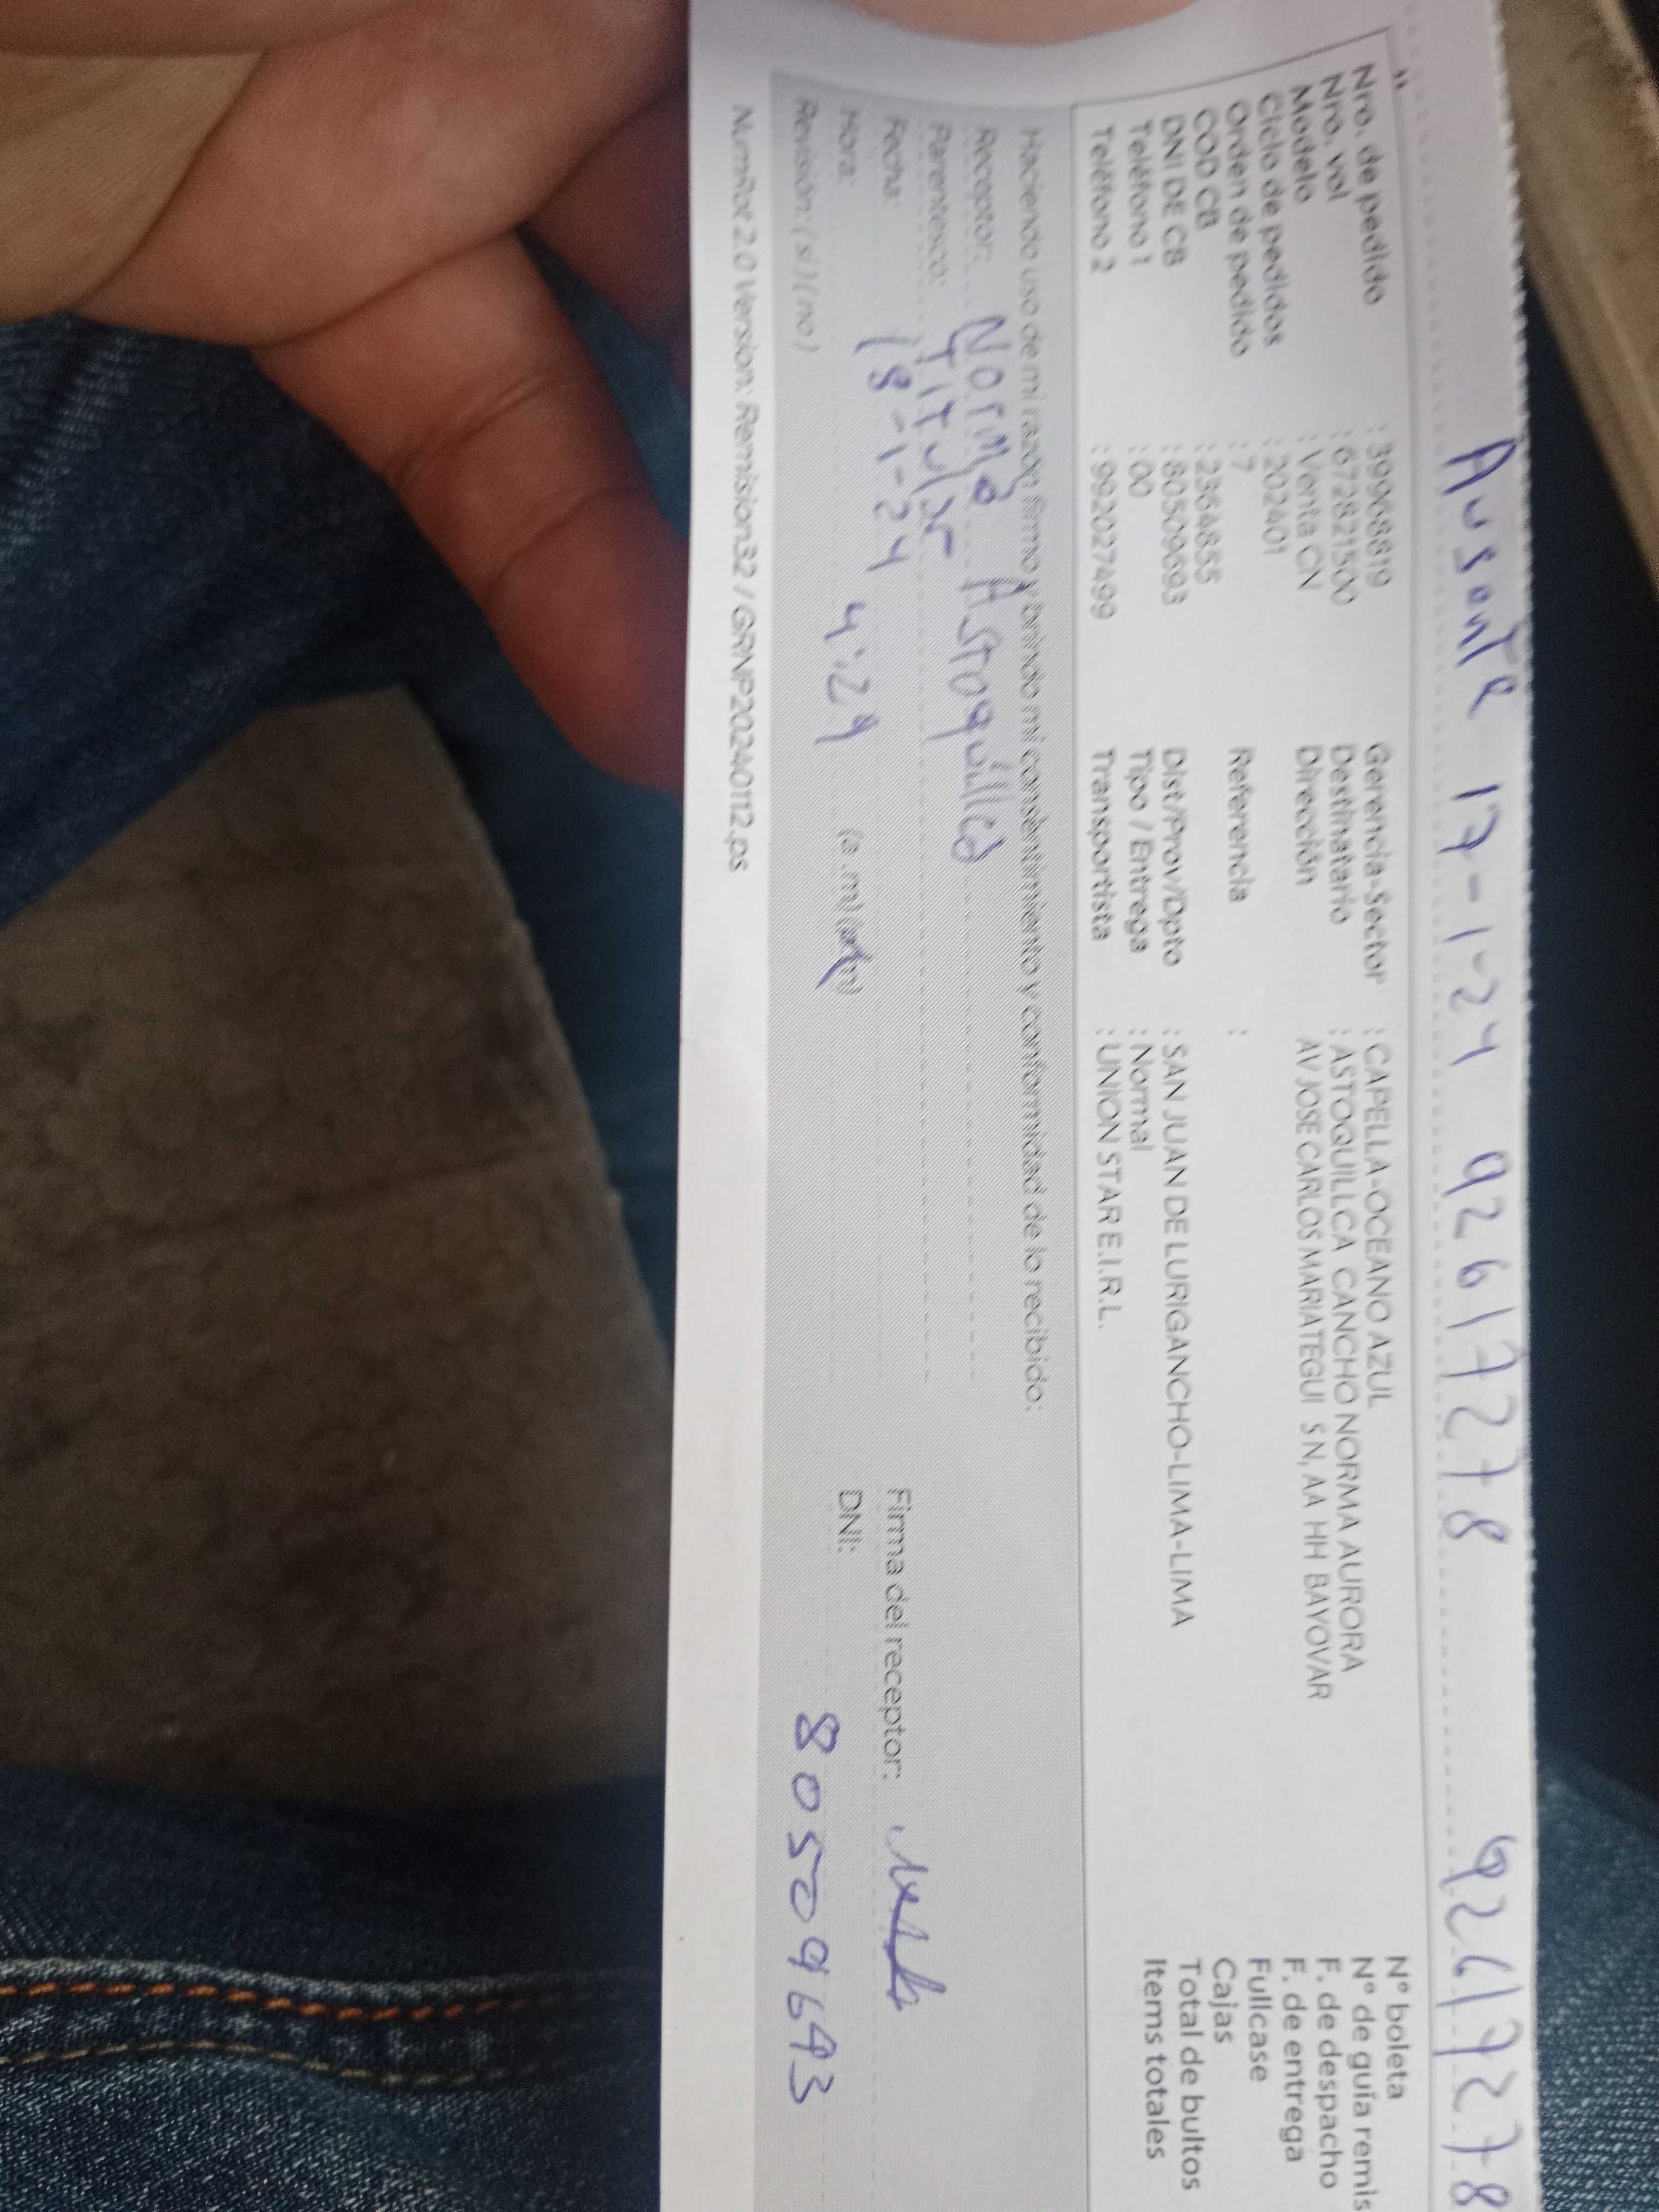 Ausente 17-1-24 92617278 92617278
Nro. de pedido : 39968819 Gerencia-Sector : CAPELLA-OCEANO AZUL N° boleta
Nro. vol : 672821500 Destinatario : ASTOQUILLCA CANCHO NORMA AURORA N° de guía remis
Modelo : Venta CN Dirección AV JOSE CARLOS MARIATEGUI S N, AA HH BAYOVAR F. de despacho
Ciclo de pedidos : 202401 F. de entrega
Orden de pedido : 7 Referencia : Fullcase
COD CB : 2364855 Cajas
DNI DE CB : 80509693 Dist/Prov/Dpto : SAN JUAN DE LURIGANCHO-LIMA-LIMA Total de bultos
Teléfono 1 : 00 Tipo / Entrega : Normal Items totales
Teléfono 2 : 992027499 Transportista : UNION STAR E.I.R.L.
Haciendo uso de mi razón firmo y brindo mi consentimiento y conformidad de lo recibido:
Receptor: Norma Astoquillca
Parentesco: Titular
Fecha: 18-1-24 Firma del receptor:
Hora: 4:29 (a.m) (p.m) DNI: 80509693
Revisión: ( si ) ( no )
NumRot 2.0 Version: Remision32 / GRNP20240112.ps